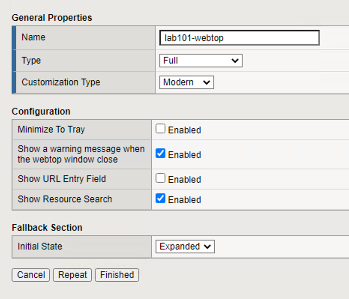 General Properties
Name lab101-webtop
Type Full
Customization Type Modern
Configuration
Minimize To Tray Enabled
Show a warning message when
the webtop window close Enabled
Show URL Entry Field Enabled
Show Resource Search Enabled
Fallback Section
Initial State Expanded
Cancel Repeat Finished